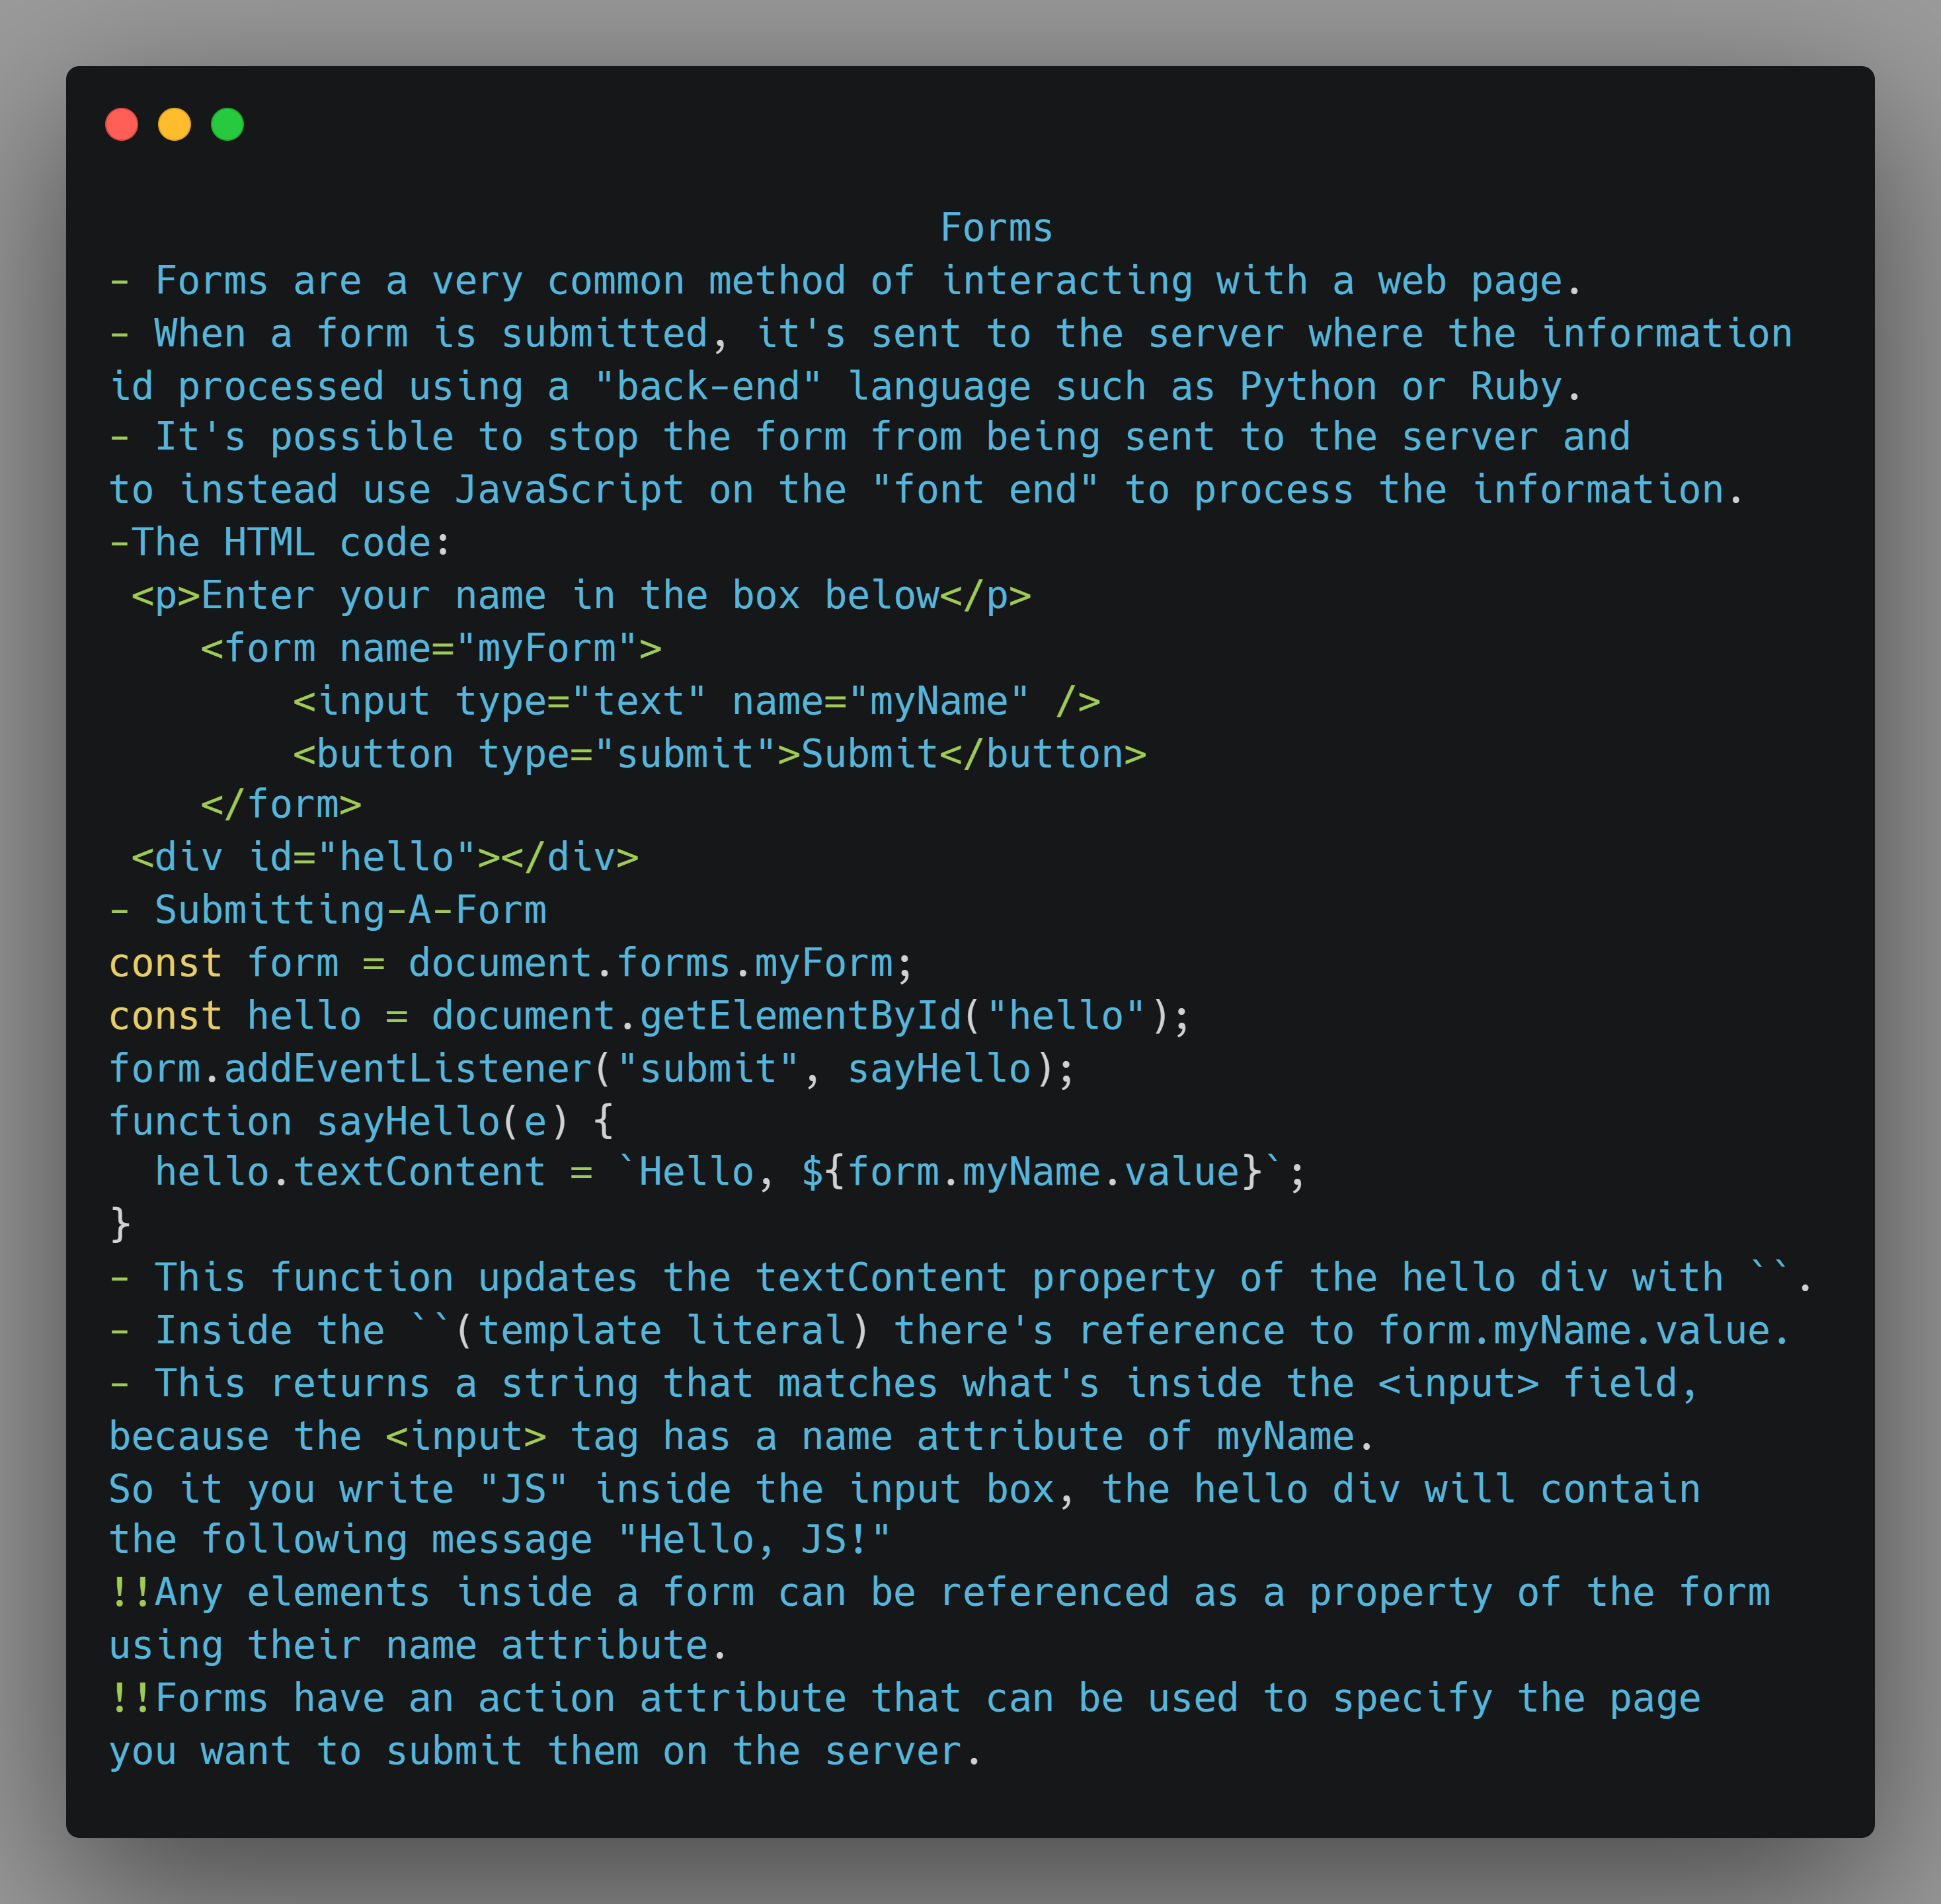 Forms
- Forms are a very common method of interacting with a web page.
- When a form is submitted, it's sent to the server where the information
id processed using a "back-end" language such as Python or Ruby.
- It's possible to stop the form from being sent to the server and
to instead use JavaScript on the "font end" to process the information.
-The HTML code:
 <p>Enter your name in the box below</p>
    <form name="myForm">
        <input type="text" name="myName" />
        <button type="submit">Submit</button>
    </form>
 <div id="hello"></div>
- Submitting-A-Form
const form = document.forms.myForm;
const hello = document.getElementById("hello");
form.addEventListener("submit", sayHello);
function sayHello(e) {
  hello.textContent = `Hello, ${form.myName.value}`;
}
- This function updates the textContent property of the hello div with ``.
- Inside the ``(template literal) there's reference to form.myName.value.
- This returns a string that matches what's inside the <input> field,
because the <input> tag has a name attribute of myName.
So it you write "JS" inside the input box, the hello div will contain
the following message "Hello, JS!"
!!Any elements inside a form can be referenced as a property of the form
using their name attribute.
!!Forms have an action attribute that can be used to specify the page
you want to submit them on the server.